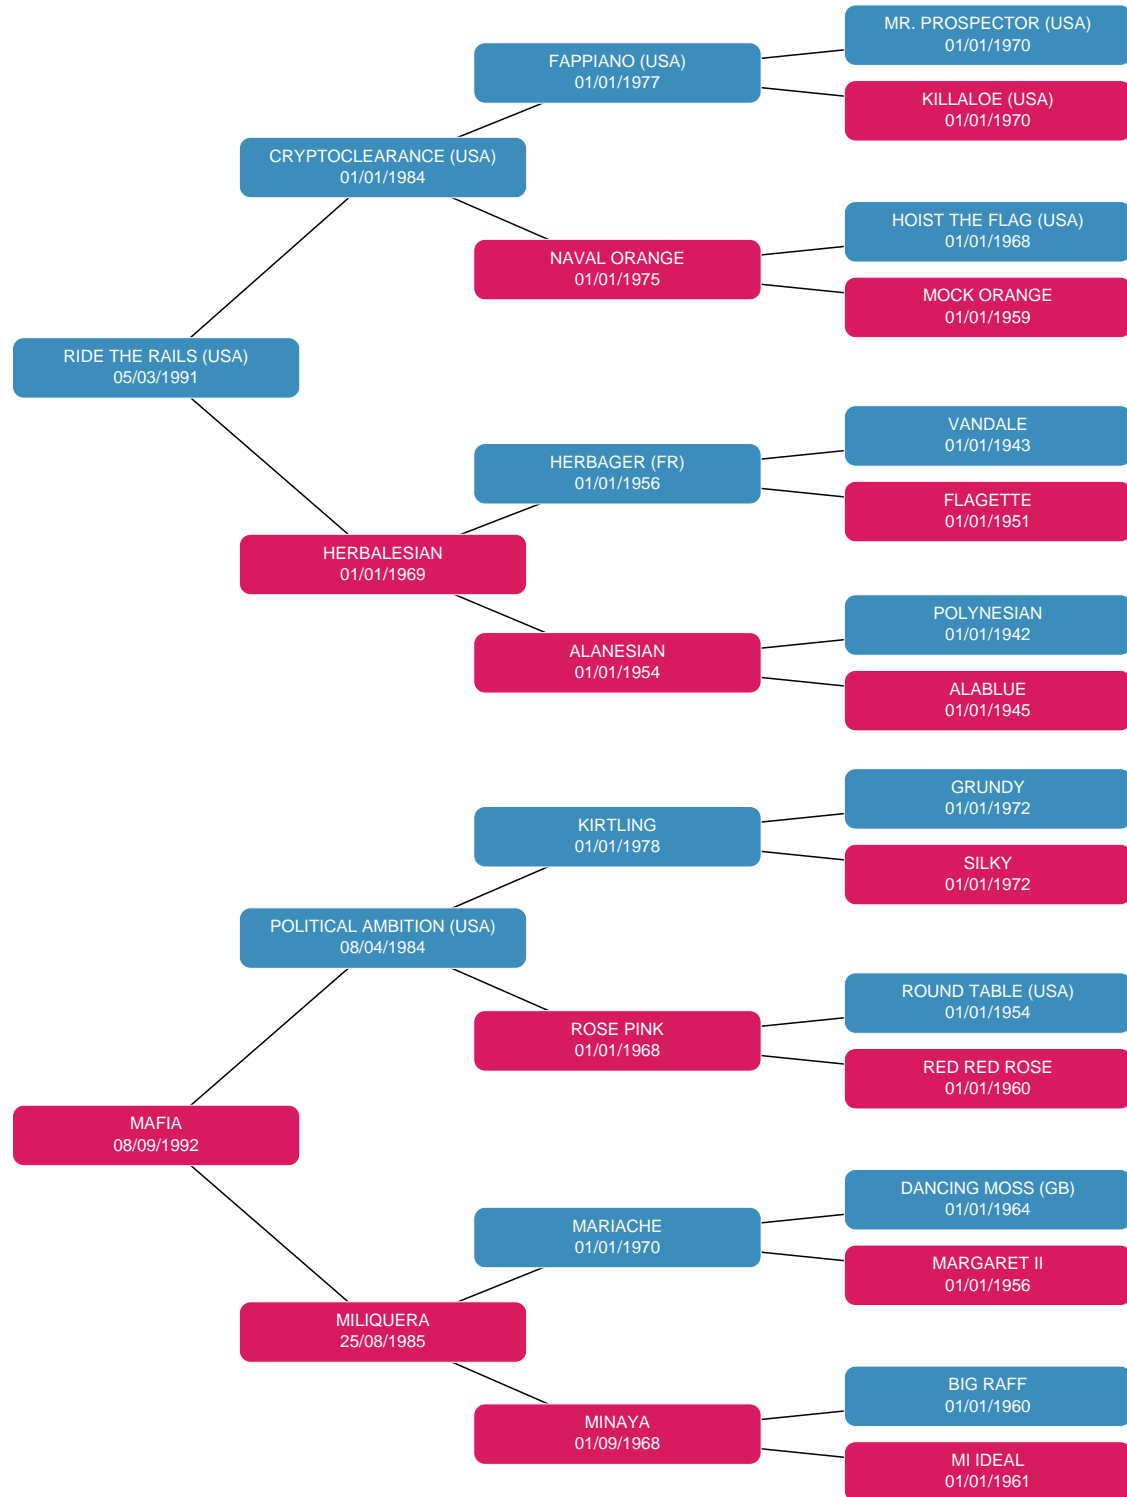 MR. PROSPECTOR (USA)
01/01/1970
FAPPIANO (USA)
01/01/1977
KILLALOE (USA)
01/01/1970
CRYPTOCLEARANCE (USA)
01/01/1984
HOIST THE FLAG (USA)
01/01/1968
NAVAL ORANGE
01/01/1975
MOCK ORANGE
01/01/1959
RIDE THE RAILS (USA)
05/03/1991
VANDALE
01/01/1943
HERBAGER (FR)
01/01/1956
FLAGETTE
01/01/1951
HERBALESIAN
01/01/1969
POLYNESIAN
01/01/1942
ALANESIAN
01/01/1954
ALABLUE
01/01/1945
GRUNDY
01/01/1972
KIRTLING
01/01/1978
SILKY
01/01/1972
POLITICAL AMBITION (USA)
08/04/1984
ROUND TABLE (USA)
01/01/1954
ROSE PINK
01/01/1968
RED RED ROSE
01/01/1960
MAFIA
08/09/1992
DANCING MOSS (GB)
01/01/1964
MARIACHE
01/01/1970
MARGARET II
01/01/1956
MILIQUERA
25/08/1985
BIG RAFF
01/01/1960
MINAYA
01/09/1968
MI IDEAL
01/01/1961